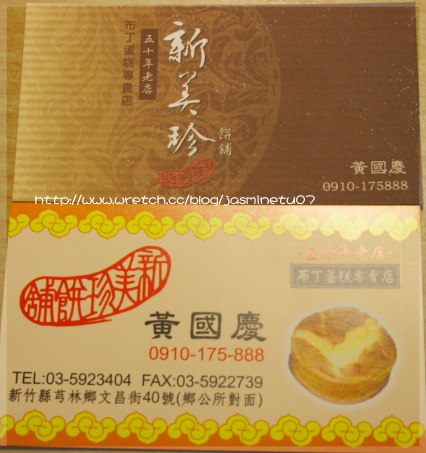 新美珍
餅舖
五十年老店
布丁蛋糕專賣店
黃國慶
0910-175888
http://www.wretch.cc/blog/jasminetu07
新美珍餅舖
五十年老店
布丁蛋糕專賣店
黃國慶
0910-175-888
TEL:03-5923404 FAX:03-5922739
新竹縣芎林鄉文昌街40號(鄉公所對面)